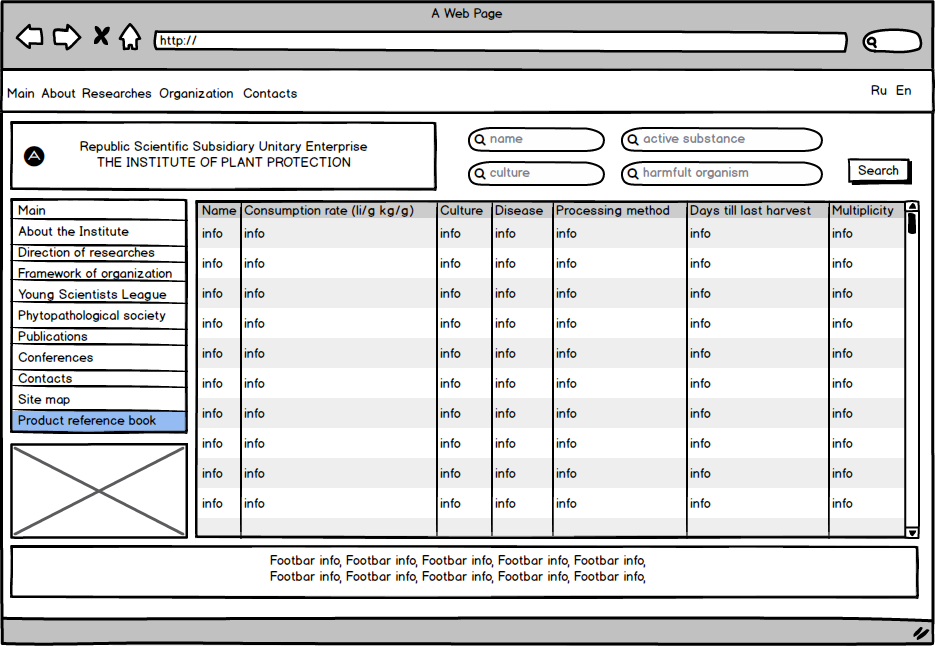 A Web Page
http://
Main About Researches Organization Contacts
Ru En
Republic Scientific Subsidiary Unitary Enterprise
THE INSTITUTE OF PLANT PROTECTION
name
active substance
culture
harmfult organism
Search
Main
About the Institute
Direction of researches
Framework of organization
Young Scientists League
Phytopathological society
Publications
Conferences
Contacts
Site map
Product reference book
Name Consumption rate (li/g kg/g) Culture Disease Processing method Days till last harvest Multiplicity
info info info info info info info
info info info info info info info
info info info info info info info
info info info info info info info
info info info info info info info
info info info info info info info
info info info info info info info
info info info info info info info
info info info info info info info
info info info info info info info
Footbar info, Footbar info, Footbar info, Footbar info, Footbar info,
Footbar info, Footbar info, Footbar info, Footbar info, Footbar info,